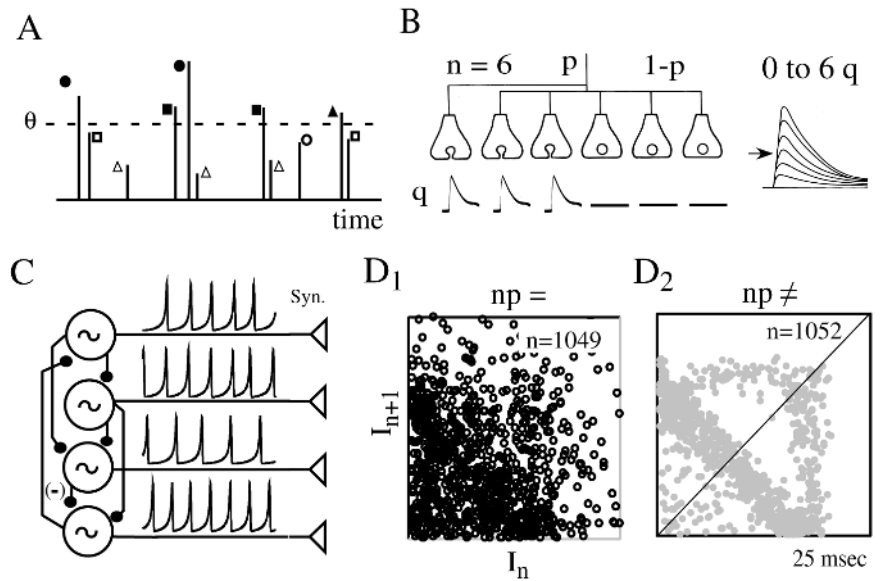 A
θ
time
B
n = 6
p
1-p
0 to 6 q
q
C
Syn.
(-)
D1
np =
n=1049
In+1
In
D2
np ≠
n=1052
25 msec